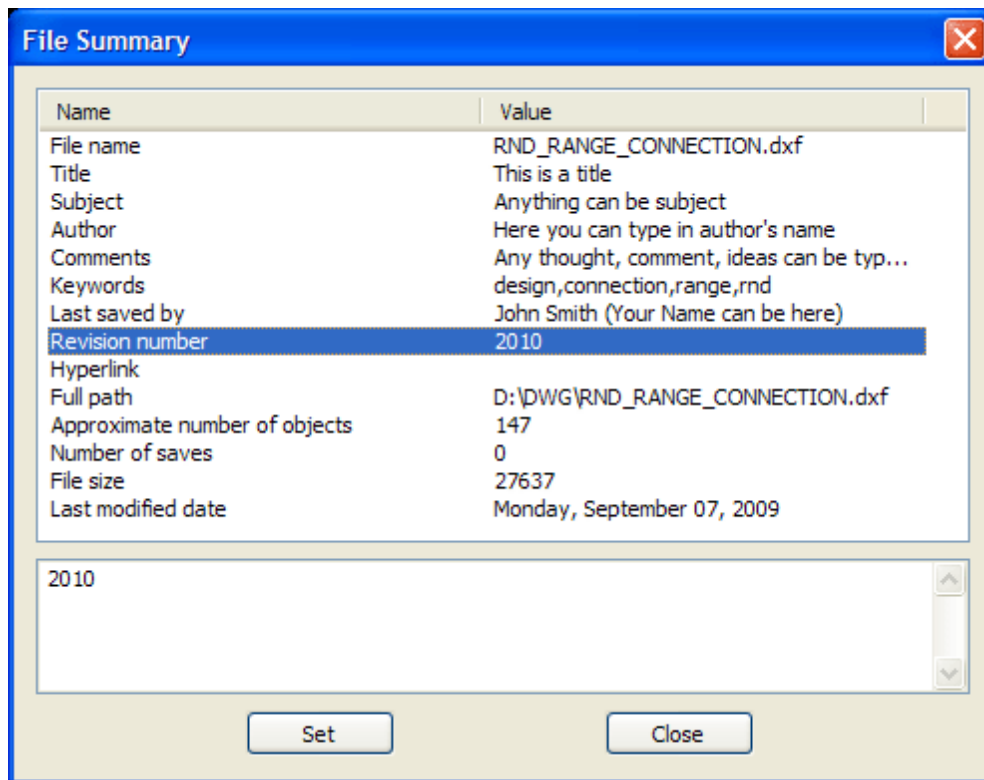 File Summary
Name Value
File name RND_RANGE_CONNECTION.dxf
Title This is a title
Subject Anything can be subject
Author Here you can type in author's name
Comments Any thought, comment, ideas can be typ...
Keywords design,connection,range,rnd
Last saved by John Smith (Your Name can be here)
Revision number 2010
Hyperlink
Full path D:\DWG\RND_RANGE_CONNECTION.dxf
Approximate number of objects 147
Number of saves 0
File size 27637
Last modified date Monday, September 07, 2009
2010
Set Close